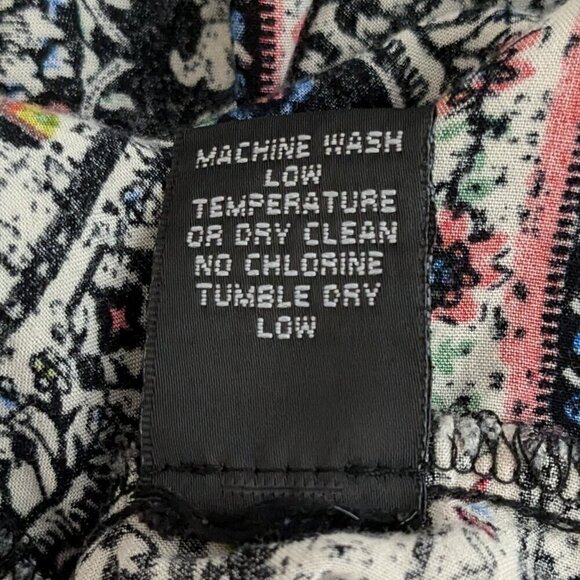 MACHINE WASH
LOW
TEMPERATURE
OR DRY CLEAN
NO CHLORINE
TUMBLE DRY
LOW